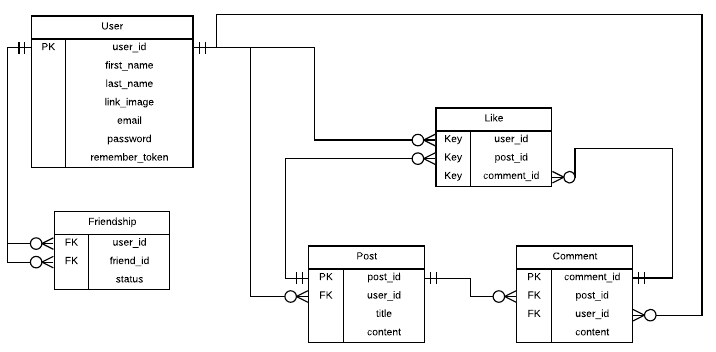 User
PK user_id
first_name
last_name
link_image
email
password
remember_token
Like
Key user_id
Key post_id
Key comment_id
Friendship
FK user_id
FK friend_id
status
Post
PK post_id
FK user_id
title
content
Comment
PK comment_id
FK post_id
FK user_id
content